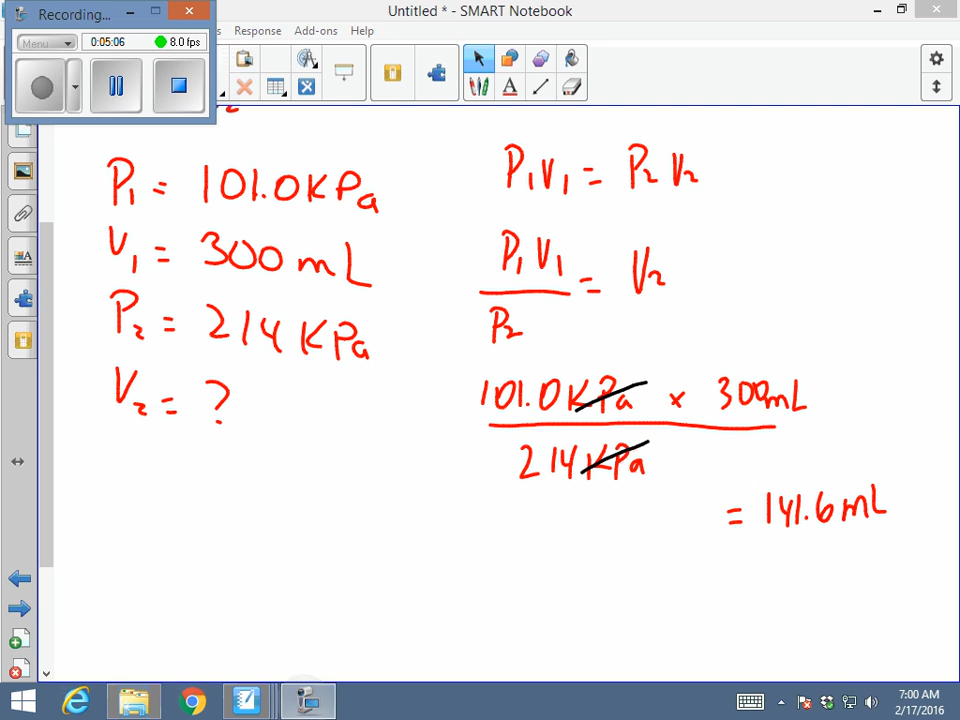 Untitled * - SMART Notebook
Recording...
Menu
0:05:06
8.0 fps
Response Add-ons Help
P₁ = 101.0 KPa
V₁ = 300 mL
P₂ = 214 KPa
V₂ = ?
P₁V₁ = P₂V₂
P₁V₁
= V₂
P₂
101.0 KPa × 300mL
214 KPa
= 141.6 mL
7:00 AM
2/17/2016